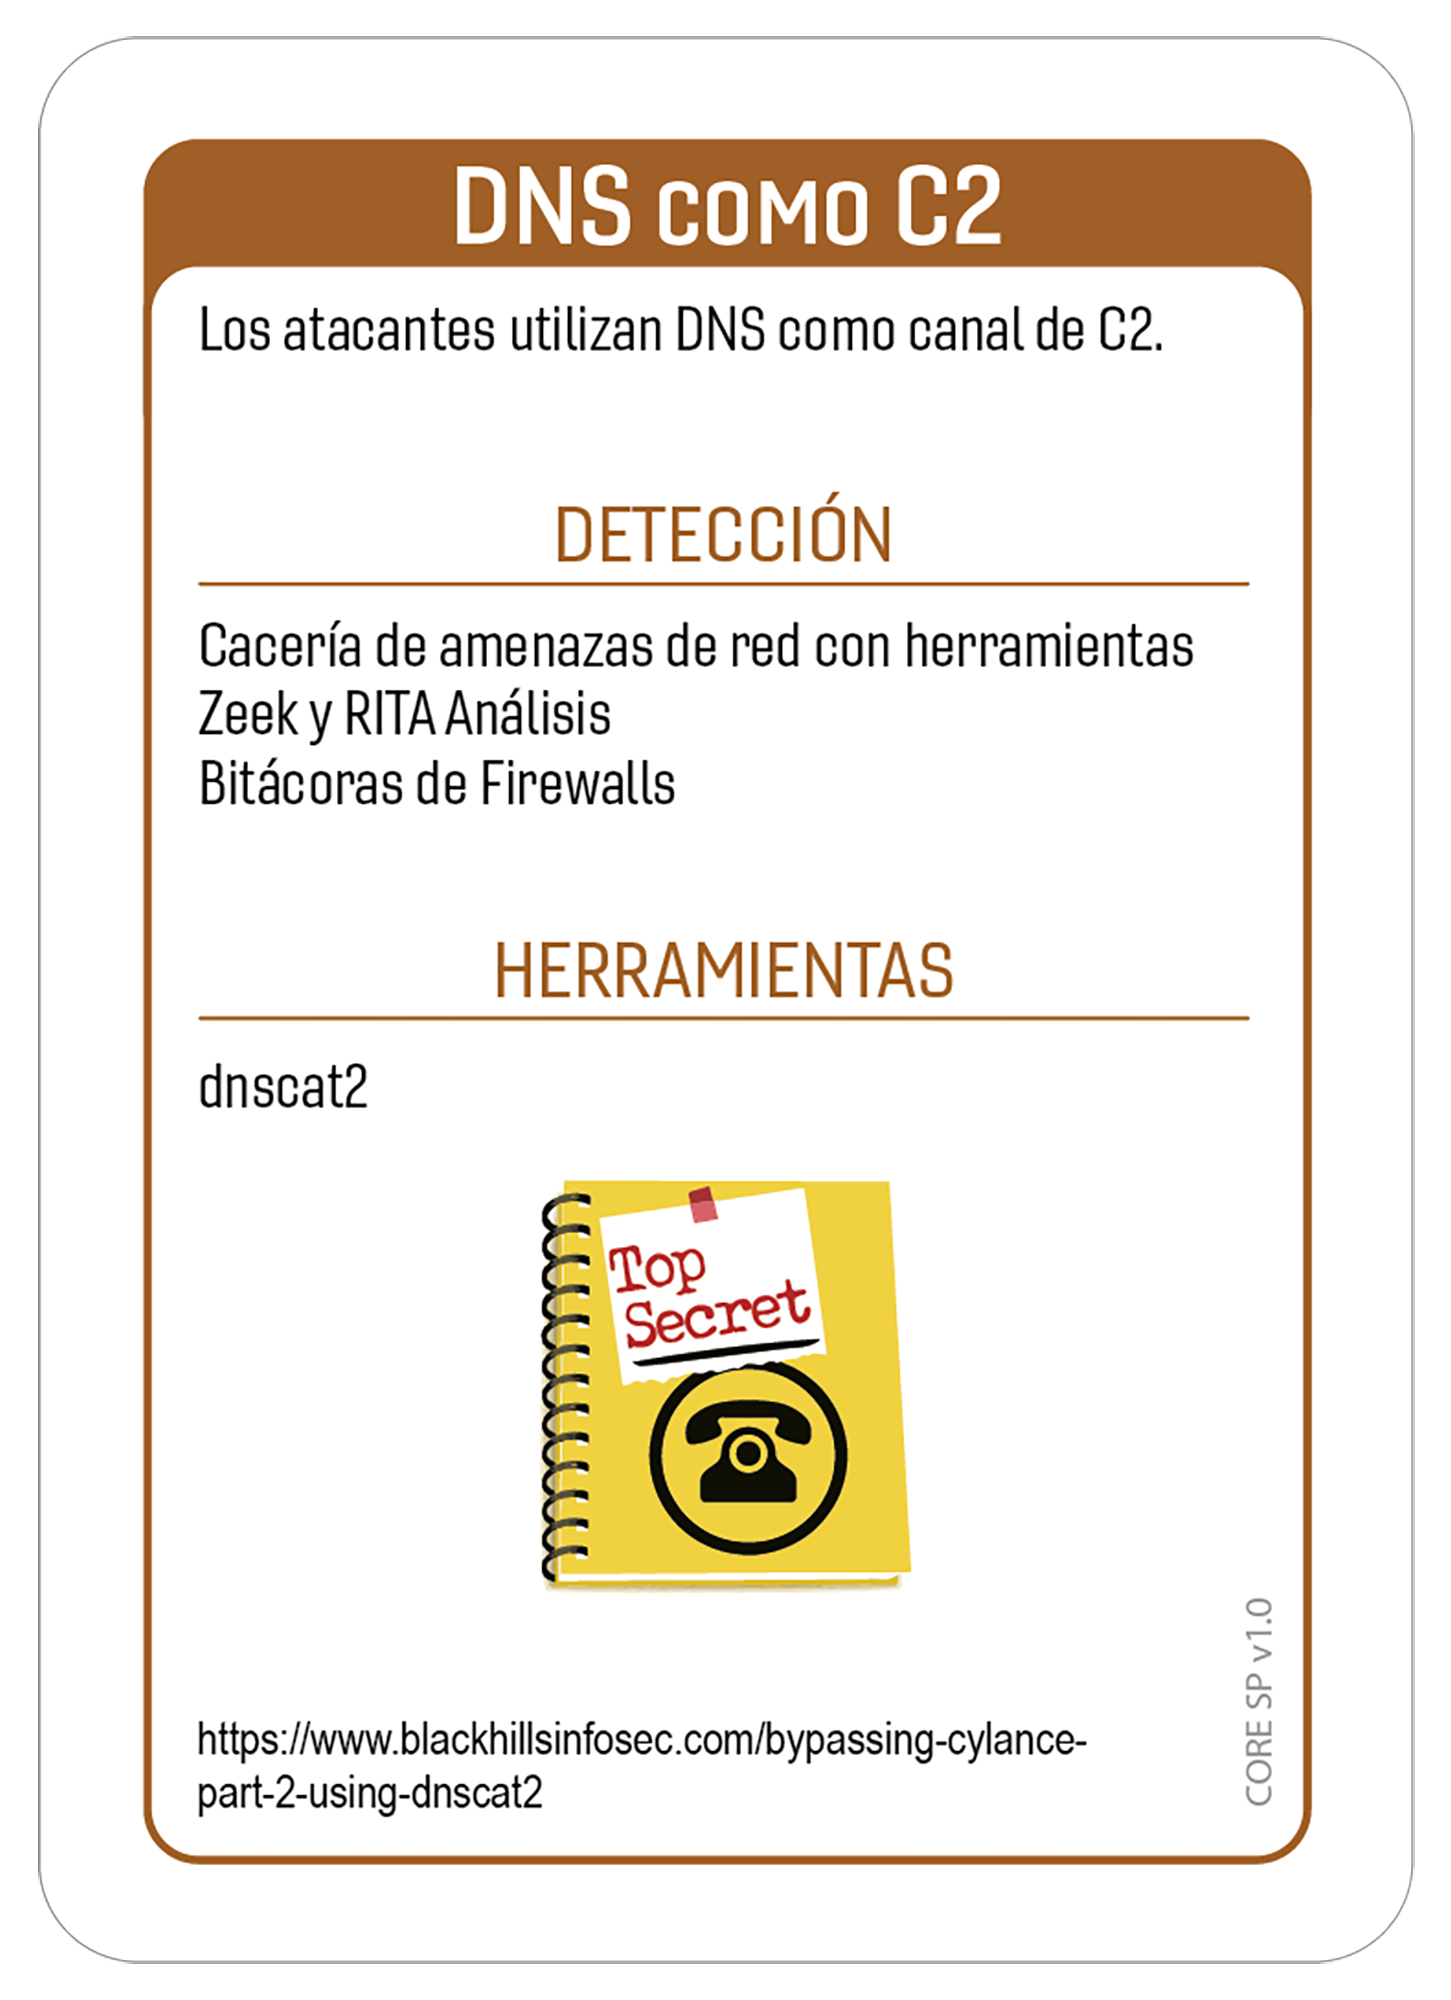 DNS como C2
Los atacantes utilizan DNS como canal de C2.
DETECCIÓN
Cacería de amenazas de red con herramientas
Zeek y RITA Análisis
Bitácoras de Firewalls
HERRAMIENTAS
dnscat2
Top
Secret
https://www.blackhillsinfosec.com/bypassing-cylance-
part-2-using-dnscat2
CORE SP v1.0